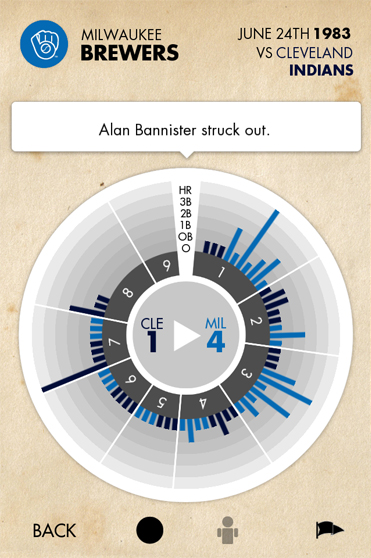 MILWAUKEE
BREWERS
JUNE 24TH 1983
VS CLEVELAND
INDIANS
Alan Bannister struck out.
HR
3B
2B
1B
OB
O
1
2
3
4
5
6
7
8
9
CLE
1
MIL
4
BACK